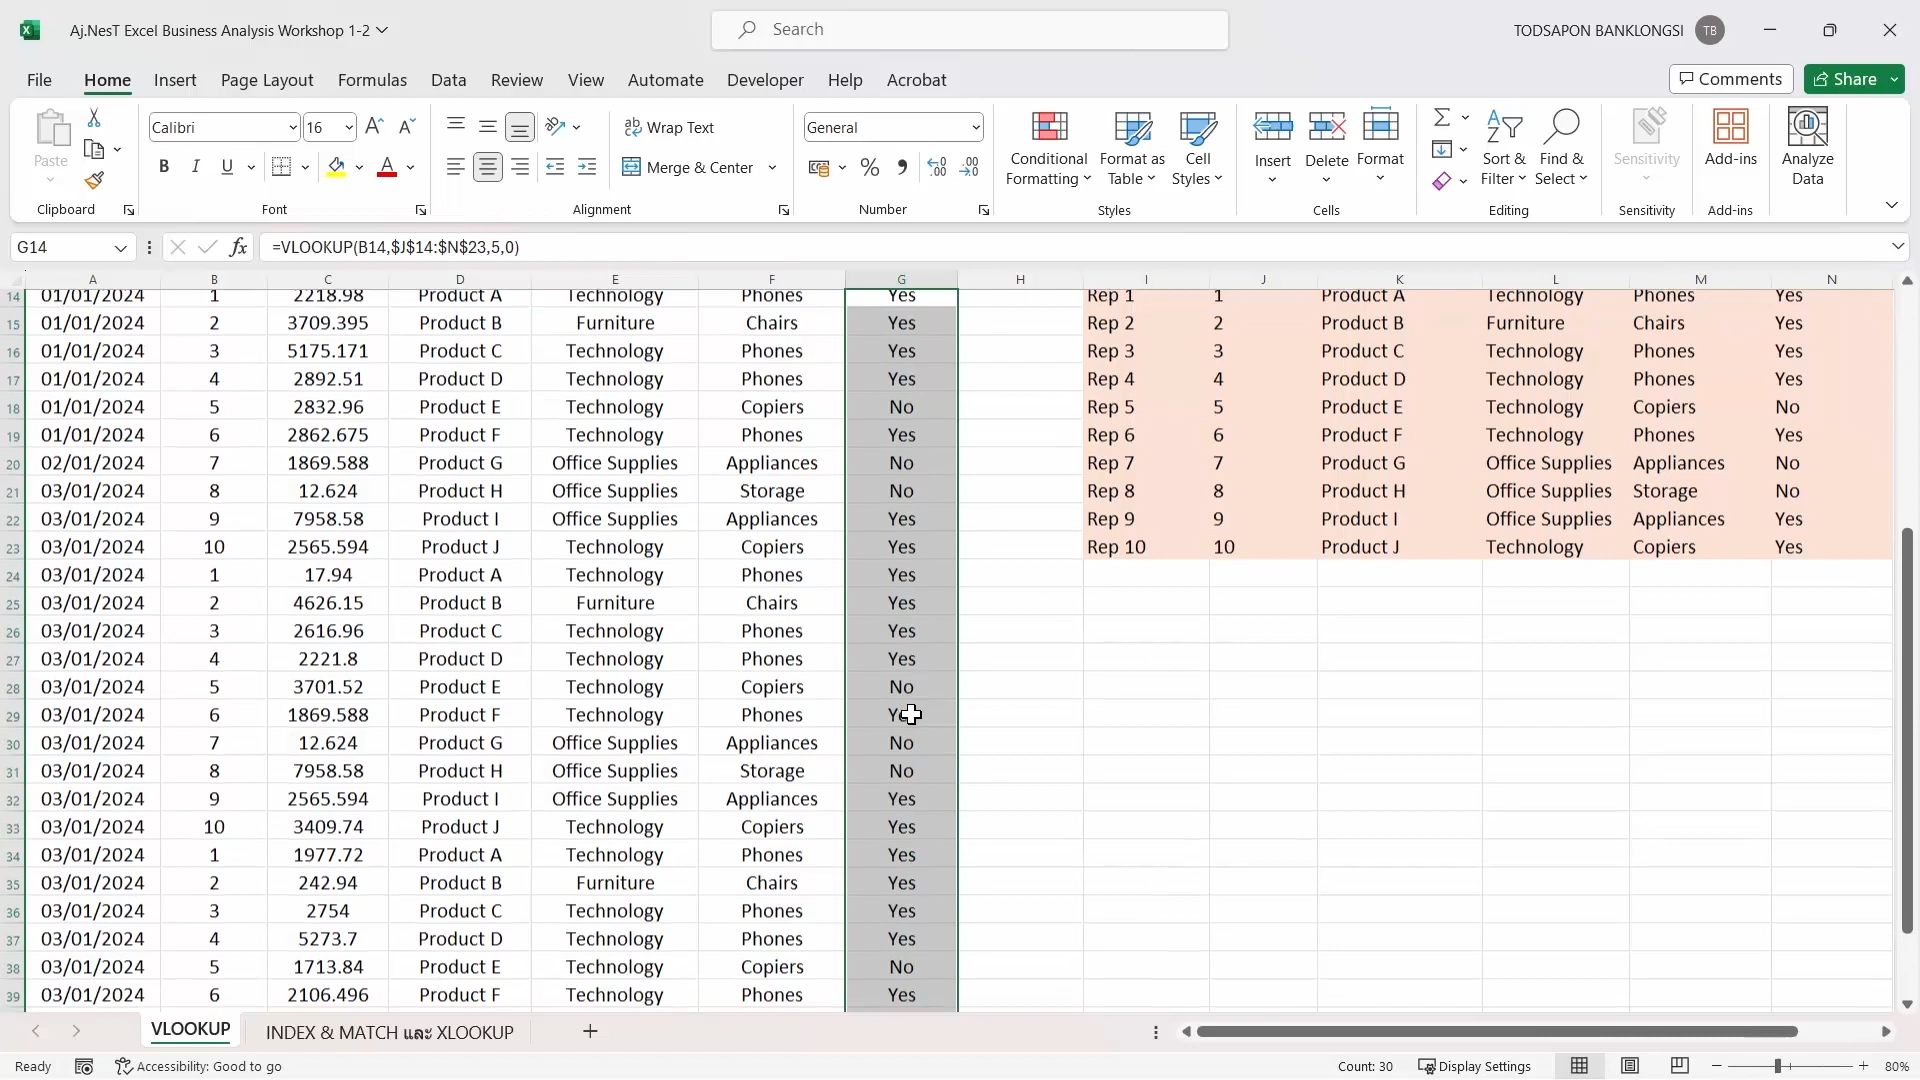 Aj.NesT Excel Business Analysis Workshop 1-2
Search
TODSAPON BANKLONGSI TB
File Home Insert Page Layout Formulas Data Review View Automate Developer Help Acrobat
Comments Share
Paste
Clipboard
Calibri 16
B I U
Font
Wrap Text
Merge & Center
Alignment
General
Number
Conditional Formatting
Format as Table
Cell Styles
Styles
Insert Delete Format
Cells
Sort & Filter
Find & Select
Editing
Sensitivity
Sensitivity
Add-ins
Add-ins
Analyze Data
G14 fx =VLOOKUP(B14,$J$14:$N$23,5,0)
A B C D E F G H I J K L M N
14 01/01/2024 1 2218.98 Product A Technology Phones Yes Rep 1 1 Product A Technology Phones Yes
15 01/01/2024 2 3709.395 Product B Furniture Chairs Yes Rep 2 2 Product B Furniture Chairs Yes
16 01/01/2024 3 5175.171 Product C Technology Phones Yes Rep 3 3 Product C Technology Phones Yes
17 01/01/2024 4 2892.51 Product D Technology Phones Yes Rep 4 4 Product D Technology Phones Yes
18 01/01/2024 5 2832.96 Product E Technology Copiers No Rep 5 5 Product E Technology Copiers No
19 01/01/2024 6 2862.675 Product F Technology Phones Yes Rep 6 6 Product F Technology Phones Yes
20 02/01/2024 7 1869.588 Product G Office Supplies Appliances No Rep 7 7 Product G Office Supplies Appliances No
21 03/01/2024 8 12.624 Product H Office Supplies Storage No Rep 8 8 Product H Office Supplies Storage No
22 03/01/2024 9 7958.58 Product I Office Supplies Appliances Yes Rep 9 9 Product I Office Supplies Appliances Yes
23 03/01/2024 10 2565.594 Product J Technology Copiers Yes Rep 10 10 Product J Technology Copiers Yes
24 03/01/2024 1 17.94 Product A Technology Phones Yes
25 03/01/2024 2 4626.15 Product B Furniture Chairs Yes
26 03/01/2024 3 2616.96 Product C Technology Phones Yes
27 03/01/2024 4 2221.8 Product D Technology Phones Yes
28 03/01/2024 5 3701.52 Product E Technology Copiers No
29 03/01/2024 6 1869.588 Product F Technology Phones
30 03/01/2024 7 12.624 Product G Office Supplies Appliances No
31 03/01/2024 8 7958.58 Product H Office Supplies Storage No
32 03/01/2024 9 2565.594 Product I Office Supplies Appliances Yes
33 03/01/2024 10 3409.74 Product J Technology Copiers Yes
34 03/01/2024 1 1977.72 Product A Technology Phones Yes
35 03/01/2024 2 242.94 Product B Furniture Chairs Yes
36 03/01/2024 3 2754 Product C Technology Phones Yes
37 03/01/2024 4 5273.7 Product D Technology Phones Yes
38 03/01/2024 5 1713.84 Product E Technology Copiers No
39 03/01/2024 6 2106.496 Product F Technology Phones Yes
VLOOKUP INDEX & MATCH และ XLOOKUP
Ready Accessibility: Good to go Count: 30 Display Settings 80%